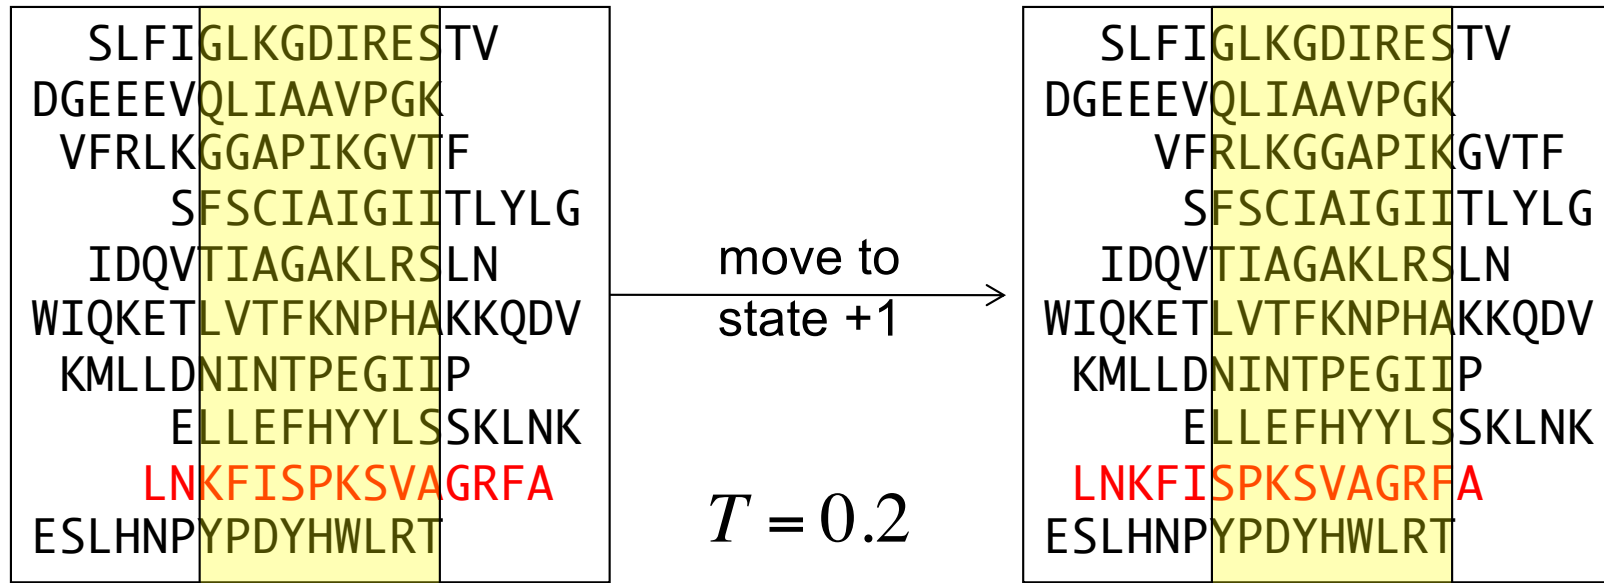 SLFIGLKGDIRESTV
DGEEEVQLIAAVPGK
VFRLKGGAPIKGVTF
SFSCIAIGIITLYLG
IDQVTIAGAKLRSLN
WIQKETLVTFKNPHAKKQDV
KMLLDNINTPEGIIP
ELLEFHYYLSSKLNK
LNKFISPKSVAGRFA
ESLHNPYPDYHWLRT
move to
state +1
T = 0.2
SLFIGLKGDIRESTV
DGEEEVQLIAAVPGK
VFRLKGGAPIKGVTF
SFSCIAIGIITLYLG
IDQVTIAGAKLRSLN
WIQKETLVTFKNPHAKKQDV
KMLLDNINTPEGIIP
ELLEFHYYLSSKLNK
LNKFISPKSVAGRFA
ESLHNPYPDYHWLRT